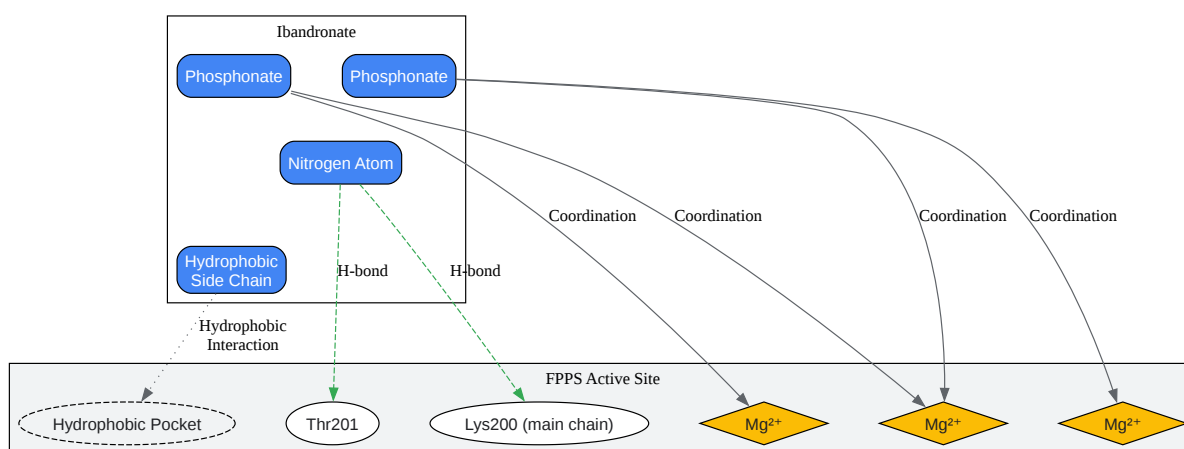 Ibandronate
Phosphonate
Phosphonate
Nitrogen Atom
Coordination
Coordination
Coordination
Coordination
Hydrophobic
Side Chain
H-bond
H-bond
Hydrophobic
Interaction
FPPS Active Site
Hydrophobic Pocket
Thr201
Lys200 (main chain)
Mg²⁺
Mg²⁺
Mg²⁺